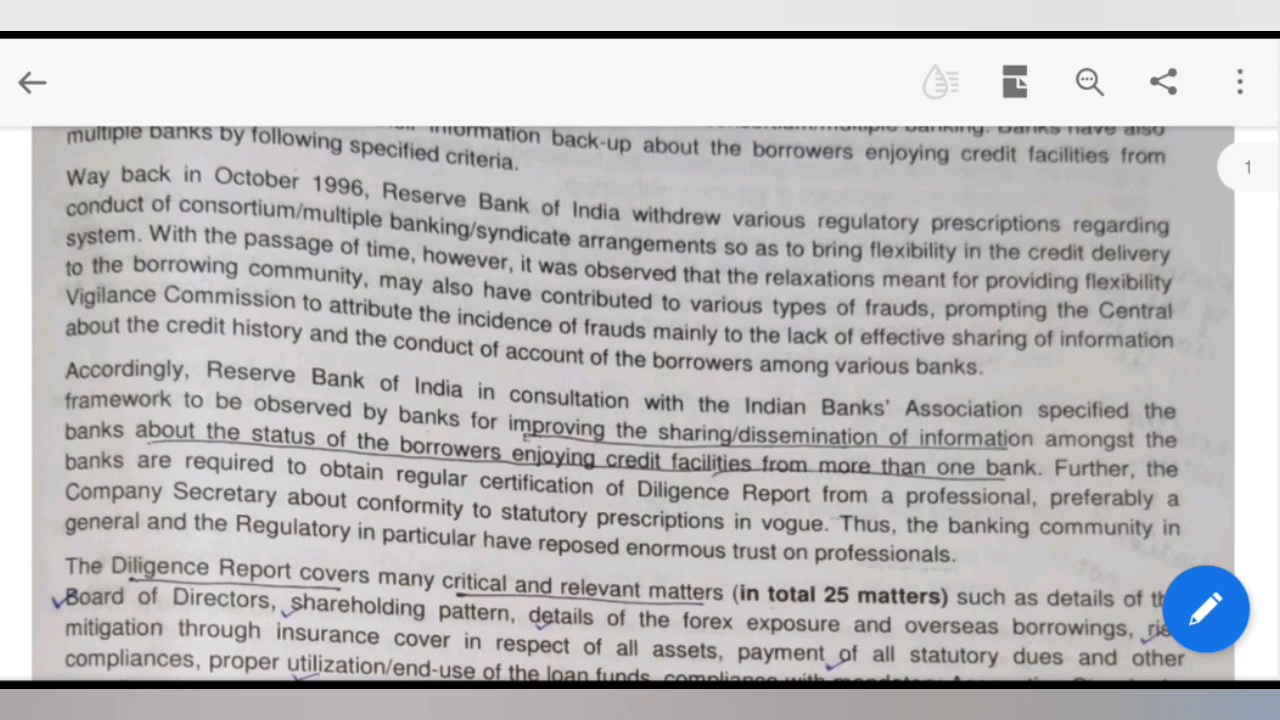 information back-up about the borrowers enjoying credit facilities from
multiple banks by following specified criteria.
1
Way back in October 1996, Reserve Bank of India withdrew various regulatory prescriptions regarding
conduct of consortium/multiple banking/syndicate arrangements so as to bring flexibility in the credit delivery
system. With the passage of time, however, it was observed that the relaxations meant for providing flexibility
to the borrowing community, may also have contributed to various types of frauds, prompting the Central
Vigilance Commission to attribute the incidence of frauds mainly to the lack of effective sharing of information
about the credit history and the conduct of account of the borrowers among various banks.
Accordingly, Reserve Bank of India in consultation with the Indian Banks' Association specified the
framework to be observed by banks for improving the sharing/dissemination of information amongst the
banks about the status of the borrowers enjoying credit facilities from more than one bank. Further, the
banks are required to obtain regular certification of Diligence Report from a professional, preferably a
Company Secretary about conformity to statutory prescriptions in vogue. Thus, the banking community in
general and the Regulatory in particular have reposed enormous trust on professionals.
The Diligence Report covers many critical and relevant matters (in total 25 matters) such as details of
Board of Directors, shareholding pattern, details of the forex exposure and overseas borrowings,
mitigation through insurance cover in respect of all assets, payment of all statutory dues and other
compliances, proper utilization/end-use of the loan funds,